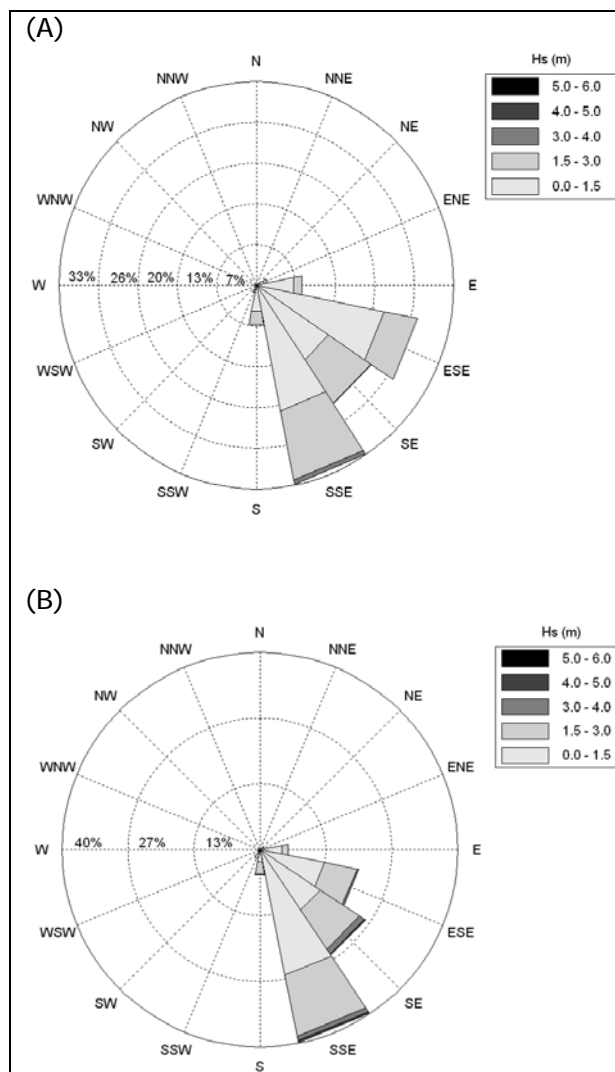 (A)
N
NNW
NNE
NW
NE
WNW
ENE
33% 26% 20% 13% 7%
W
E
WSW
ESE
SW
SE
SSW
SSE
S
Hs (m)
5.0 - 6.0
4.0 - 5.0
3.0 - 4.0
1.5 - 3.0
0.0 - 1.5
(B)
N
NNW
NNE
NW
NE
WNW
ENE
40% 27% 13%
W
E
WSW
ESE
SW
SE
SSW
SSE
S
Hs (m)
5.0 - 6.0
4.0 - 5.0
3.0 - 4.0
1.5 - 3.0
0.0 - 1.5